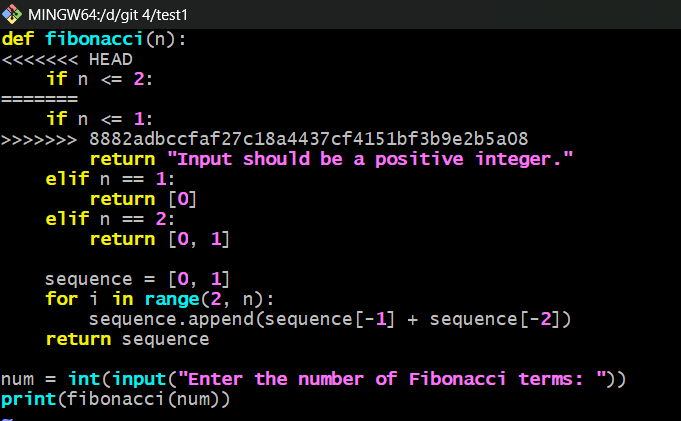 MINGW64:/d/git 4/test1
def fibonacci(n):
<<<<<<< HEAD
    if n <= 2:
=======
    if n <= 1:
>>>>>>> 8882adbccfaf27c18a4437cf4151bf3b9e2b5a08
        return "Input should be a positive integer."
    elif n == 1:
        return [0]
    elif n == 2:
        return [0, 1]

    sequence = [0, 1]
    for i in range(2, n):
        sequence.append(sequence[-1] + sequence[-2])
    return sequence

num = int(input("Enter the number of Fibonacci terms: "))
print(fibonacci(num))
~